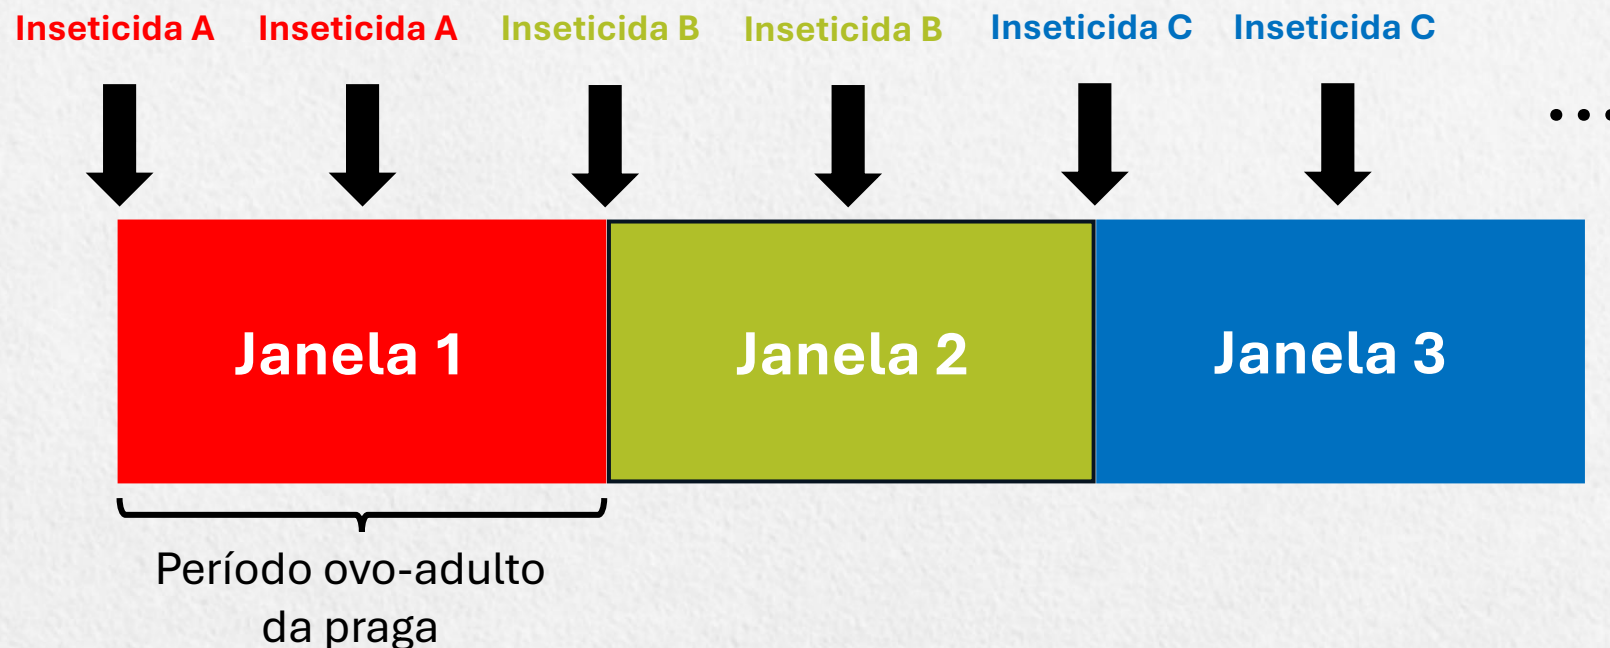 Inseticida A Inseticida A Inseticida B Inseticida B Inseticida C Inseticida C
...
Janela 1 Janela 2 Janela 3
Período ovo-adulto
da praga